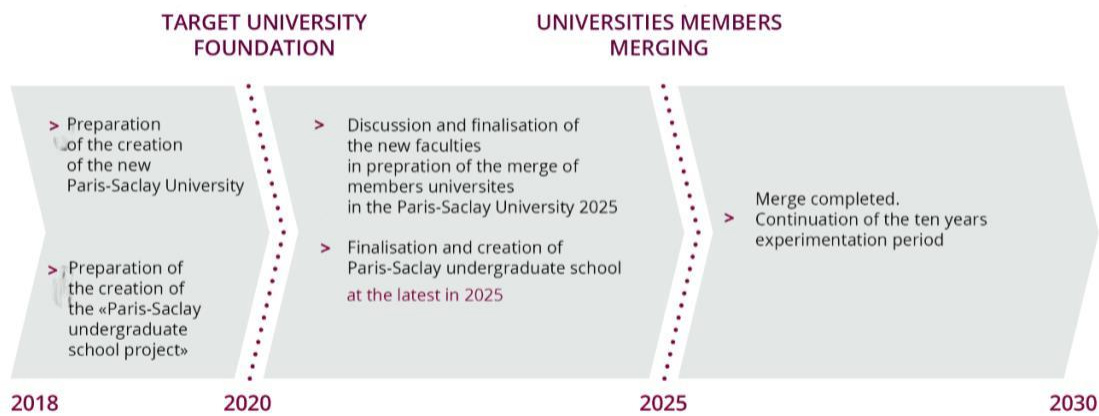 TARGET UNIVERSITY
FOUNDATION
UNIVERSITIES MEMBERS
MERGING
> Preparation
of the creation
of the new
Paris-Saclay University
> Preparation of
the creation of
the «Paris-Saclay
undergraduate
school project»
> Discussion and finalisation of
the new faculties
in prepration of the merge of
members universites
in the Paris-Saclay University 2025
> Finalisation and creation of
Paris-Saclay undergraduate school
at the latest in 2025
Merge completed.
> Continuation of the ten years
experimentation period
2018
2020
2025
2030